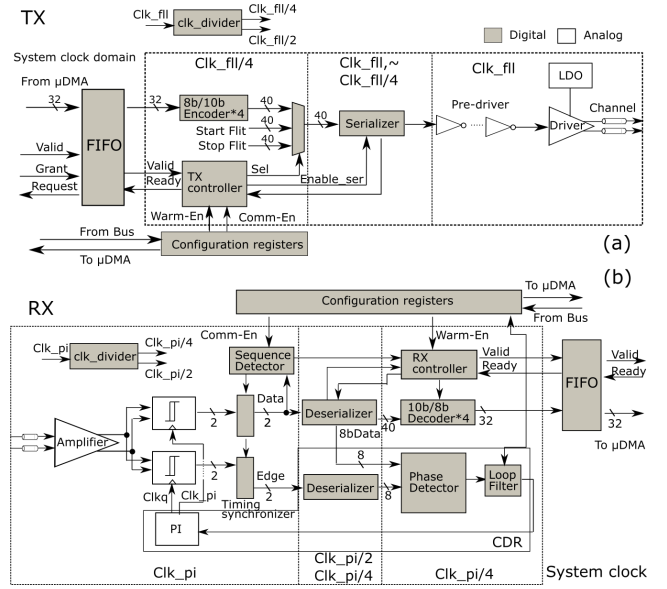 TX
Clk_fll
clk_divider
Clk_fll/4
Clk_fll/2
Digital
Analog
System clock domain
Clk_fll/4
Clk_fll,~
Clk_fll/4
Clk_fll
From μDMA
32
FIFO
32
8b/10b
Encoder*4
40
Start Flit
40
Stop Flit
40
40
Serializer
Pre-driver
LDO
Driver
Channel
Valid
Grant
Request
Valid
Ready
TX
controller
Sel
Enable_ser
Warm-En
Comm-En
From Bus
To μDMA
Configuration registers
(a)
(b)
RX
Configuration registers
To μDMA
From Bus
Clk_pi
clk_divider
Clk_pi/4
Clk_pi/2
Comm-En
Sequence
Detector
Warm-En
RX
controller
Valid
Ready
FIFO
Valid
Ready
32
To μDMA
Amplifier
2
Data
2
Deserializer
40
8bData
10b/8b
Decoder*4
32
2
Edge
2
Timing
synchronizer
Clkq
Clk_pi
PI
Deserializer
8
8
Phase
Detector
Loop
Filter
CDR
Clk_pi
Clk_pi/2
Clk_pi/4
Clk_pi/4
System clock